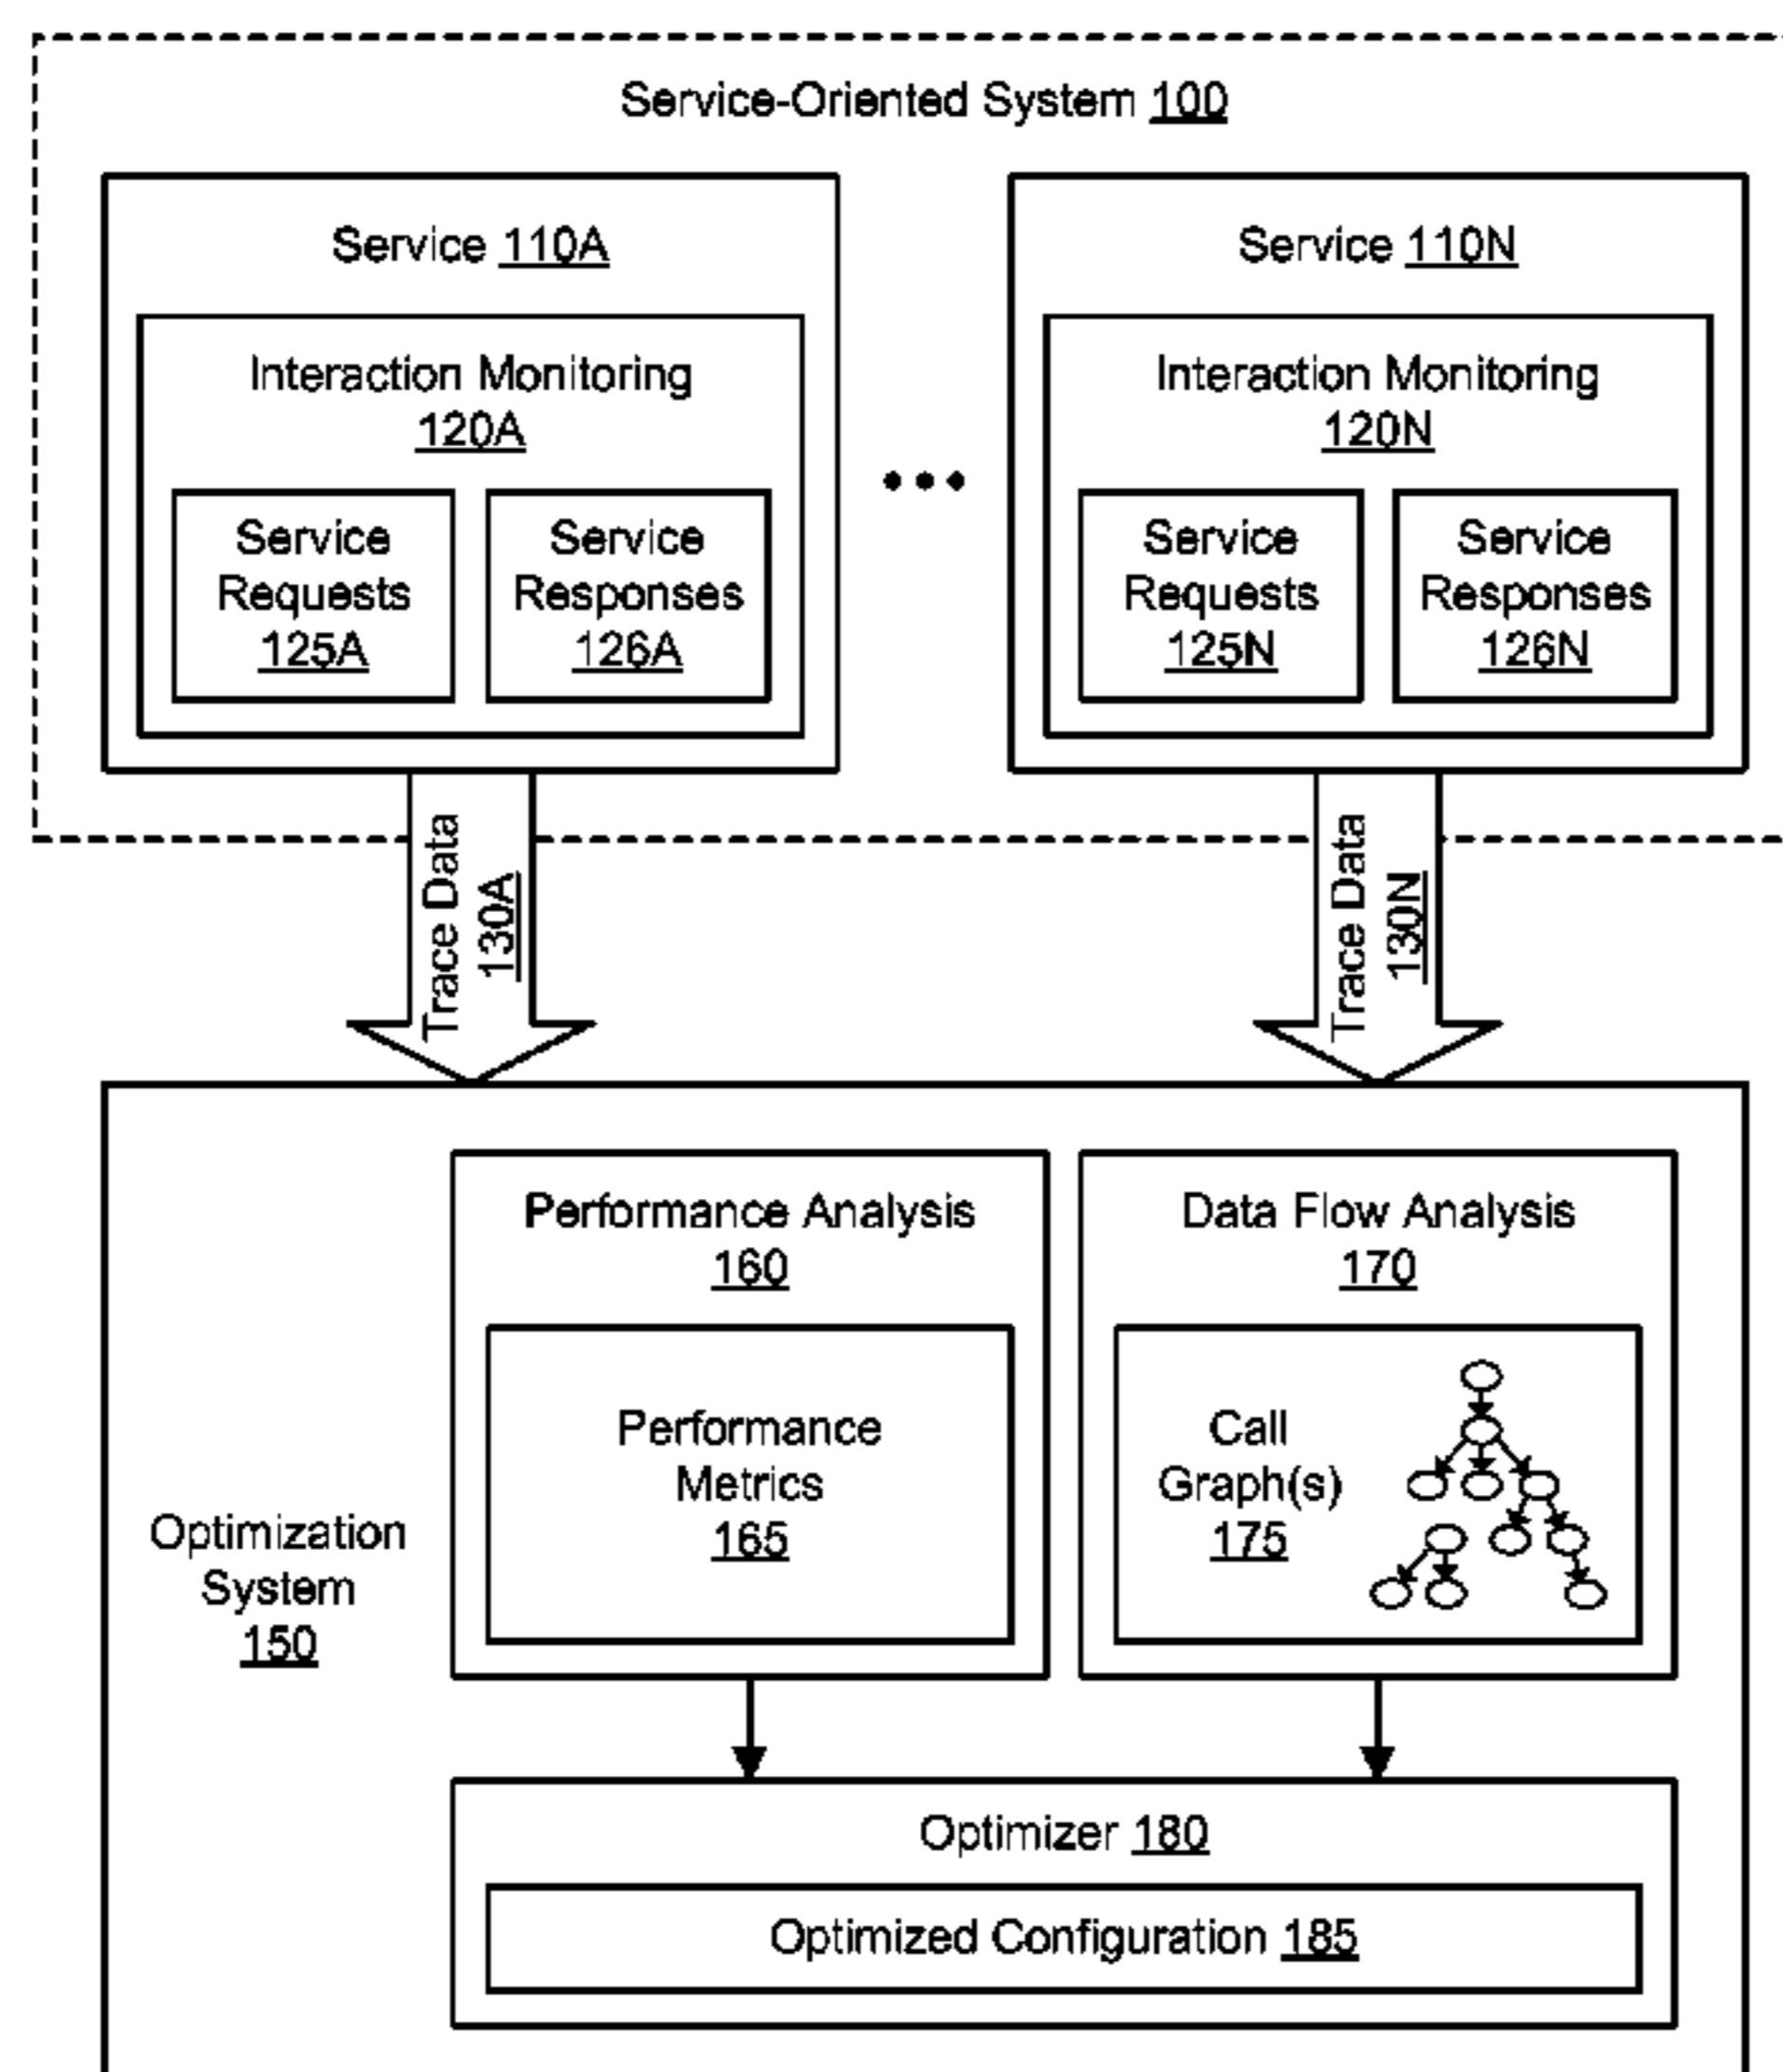 Service-Oriented System 100
Service 110A
Interaction Monitoring
120A
Service
Requests
125A
Service
Responses
126A
Service 110N
Interaction Monitoring
120N
Service
Requests
125N
Service
Responses
126N
Trace Data
130A
Trace Data
130N
Optimization
System
150
Performance Analysis
160
Performance
Metrics
165
Data Flow Analysis
170
Call
Graph(s)
175
Optimizer 180
Optimized Configuration 185